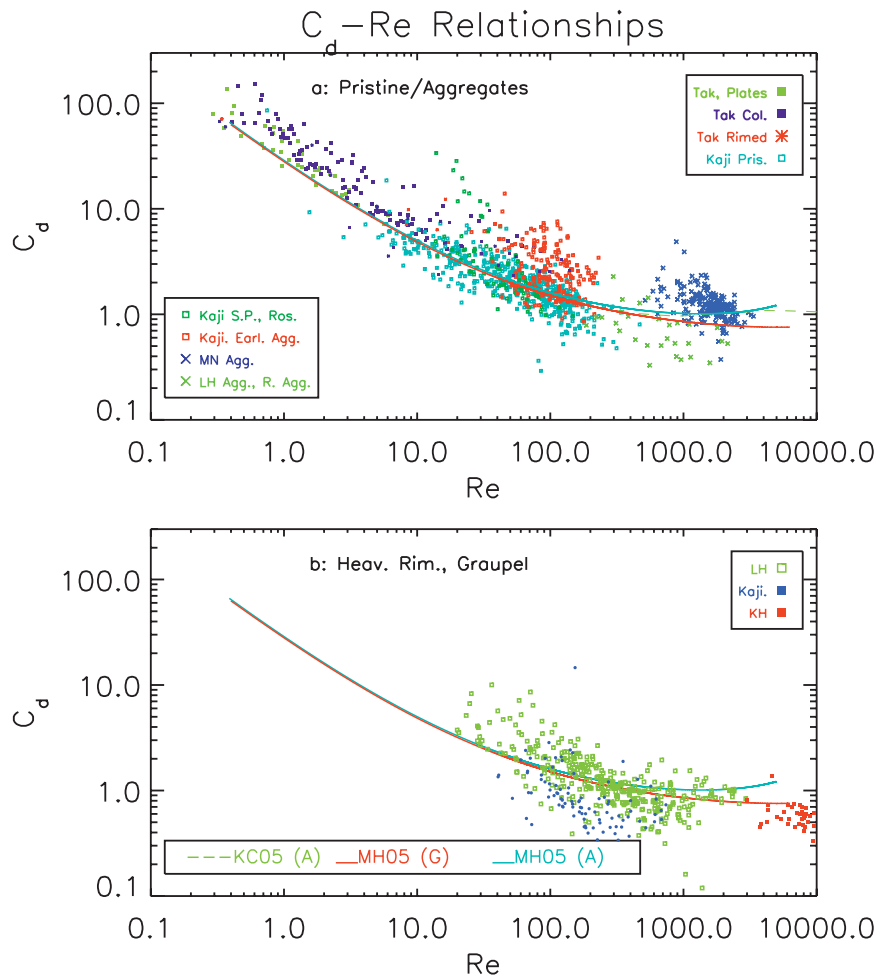 C_d-Re Relationships
a: Pristine/Aggregates
Tak, Plates
Tak Col.
Tak Rimed
Kaji Pris.
Kaji S.P., Ros.
Kaji. Earl. Agg.
MN Agg.
LH Agg., R. Agg.
C_d
100.0
10.0
1.0
0.1
0.1 1.0 10.0 100.0 1000.0 10000.0
Re
b: Heav. Rim., Graupel
LH
Kaji.
KH
C_d
100.0
10.0
1.0
0.1
KC05 (A) MH05 (G) MH05 (A)
0.1 1.0 10.0 100.0 1000.0 10000.0
Re